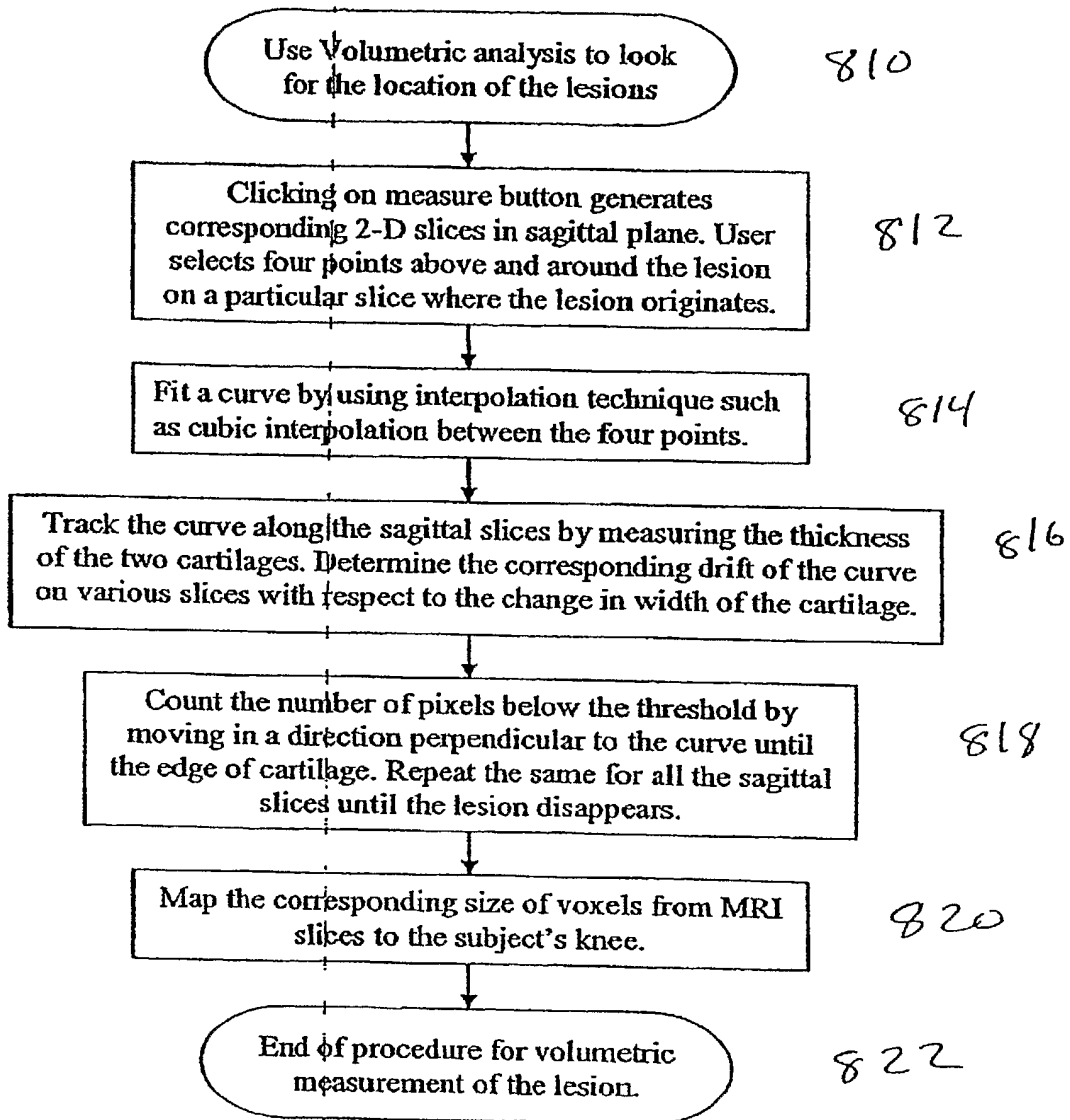 Use Volumetric analysis to look
for the location of the lesions
810
Clicking on measure button generates
corresponding 2-D slices in sagittal plane. User
selects four points above and around the lesion
on a particular slice where the lesion originates.
812
Fit a curve by using interpolation technique such
as cubic interpolation between the four points.
814
Track the curve along the sagittal slices by measuring the thickness
of the two cartilages. Determine the corresponding drift of the curve
on various slices with respect to the change in width of the cartilage.
816
Count the number of pixels below the threshold by
moving in a direction perpendicular to the curve until
the edge of cartilage. Repeat the same for all the sagittal
slices until the lesion disappears.
818
Map the corresponding size of voxels from MRI
slices to the subject's knee.
820
End of procedure for volumetric
measurement of the lesion.
822